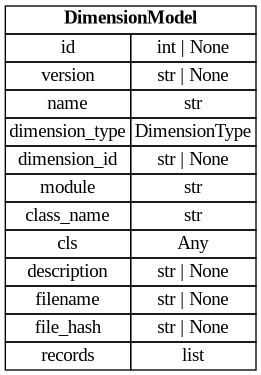 DimensionModel
id int | None
version str | None
name str
dimension_type DimensionType
dimension_id str | None
module str
class_name str
cls Any
description str | None
filename str | None
file_hash str | None
records list